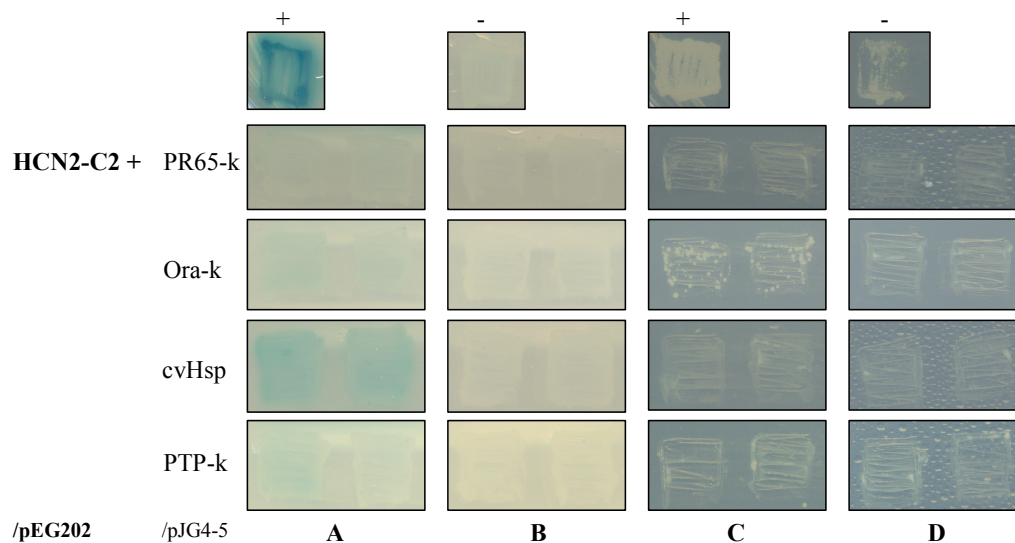 + - + -
HCN2-C2 + PR65-k
Ora-k
cvHsp
PTP-k
/pEG202 /pJG4-5 A B C D